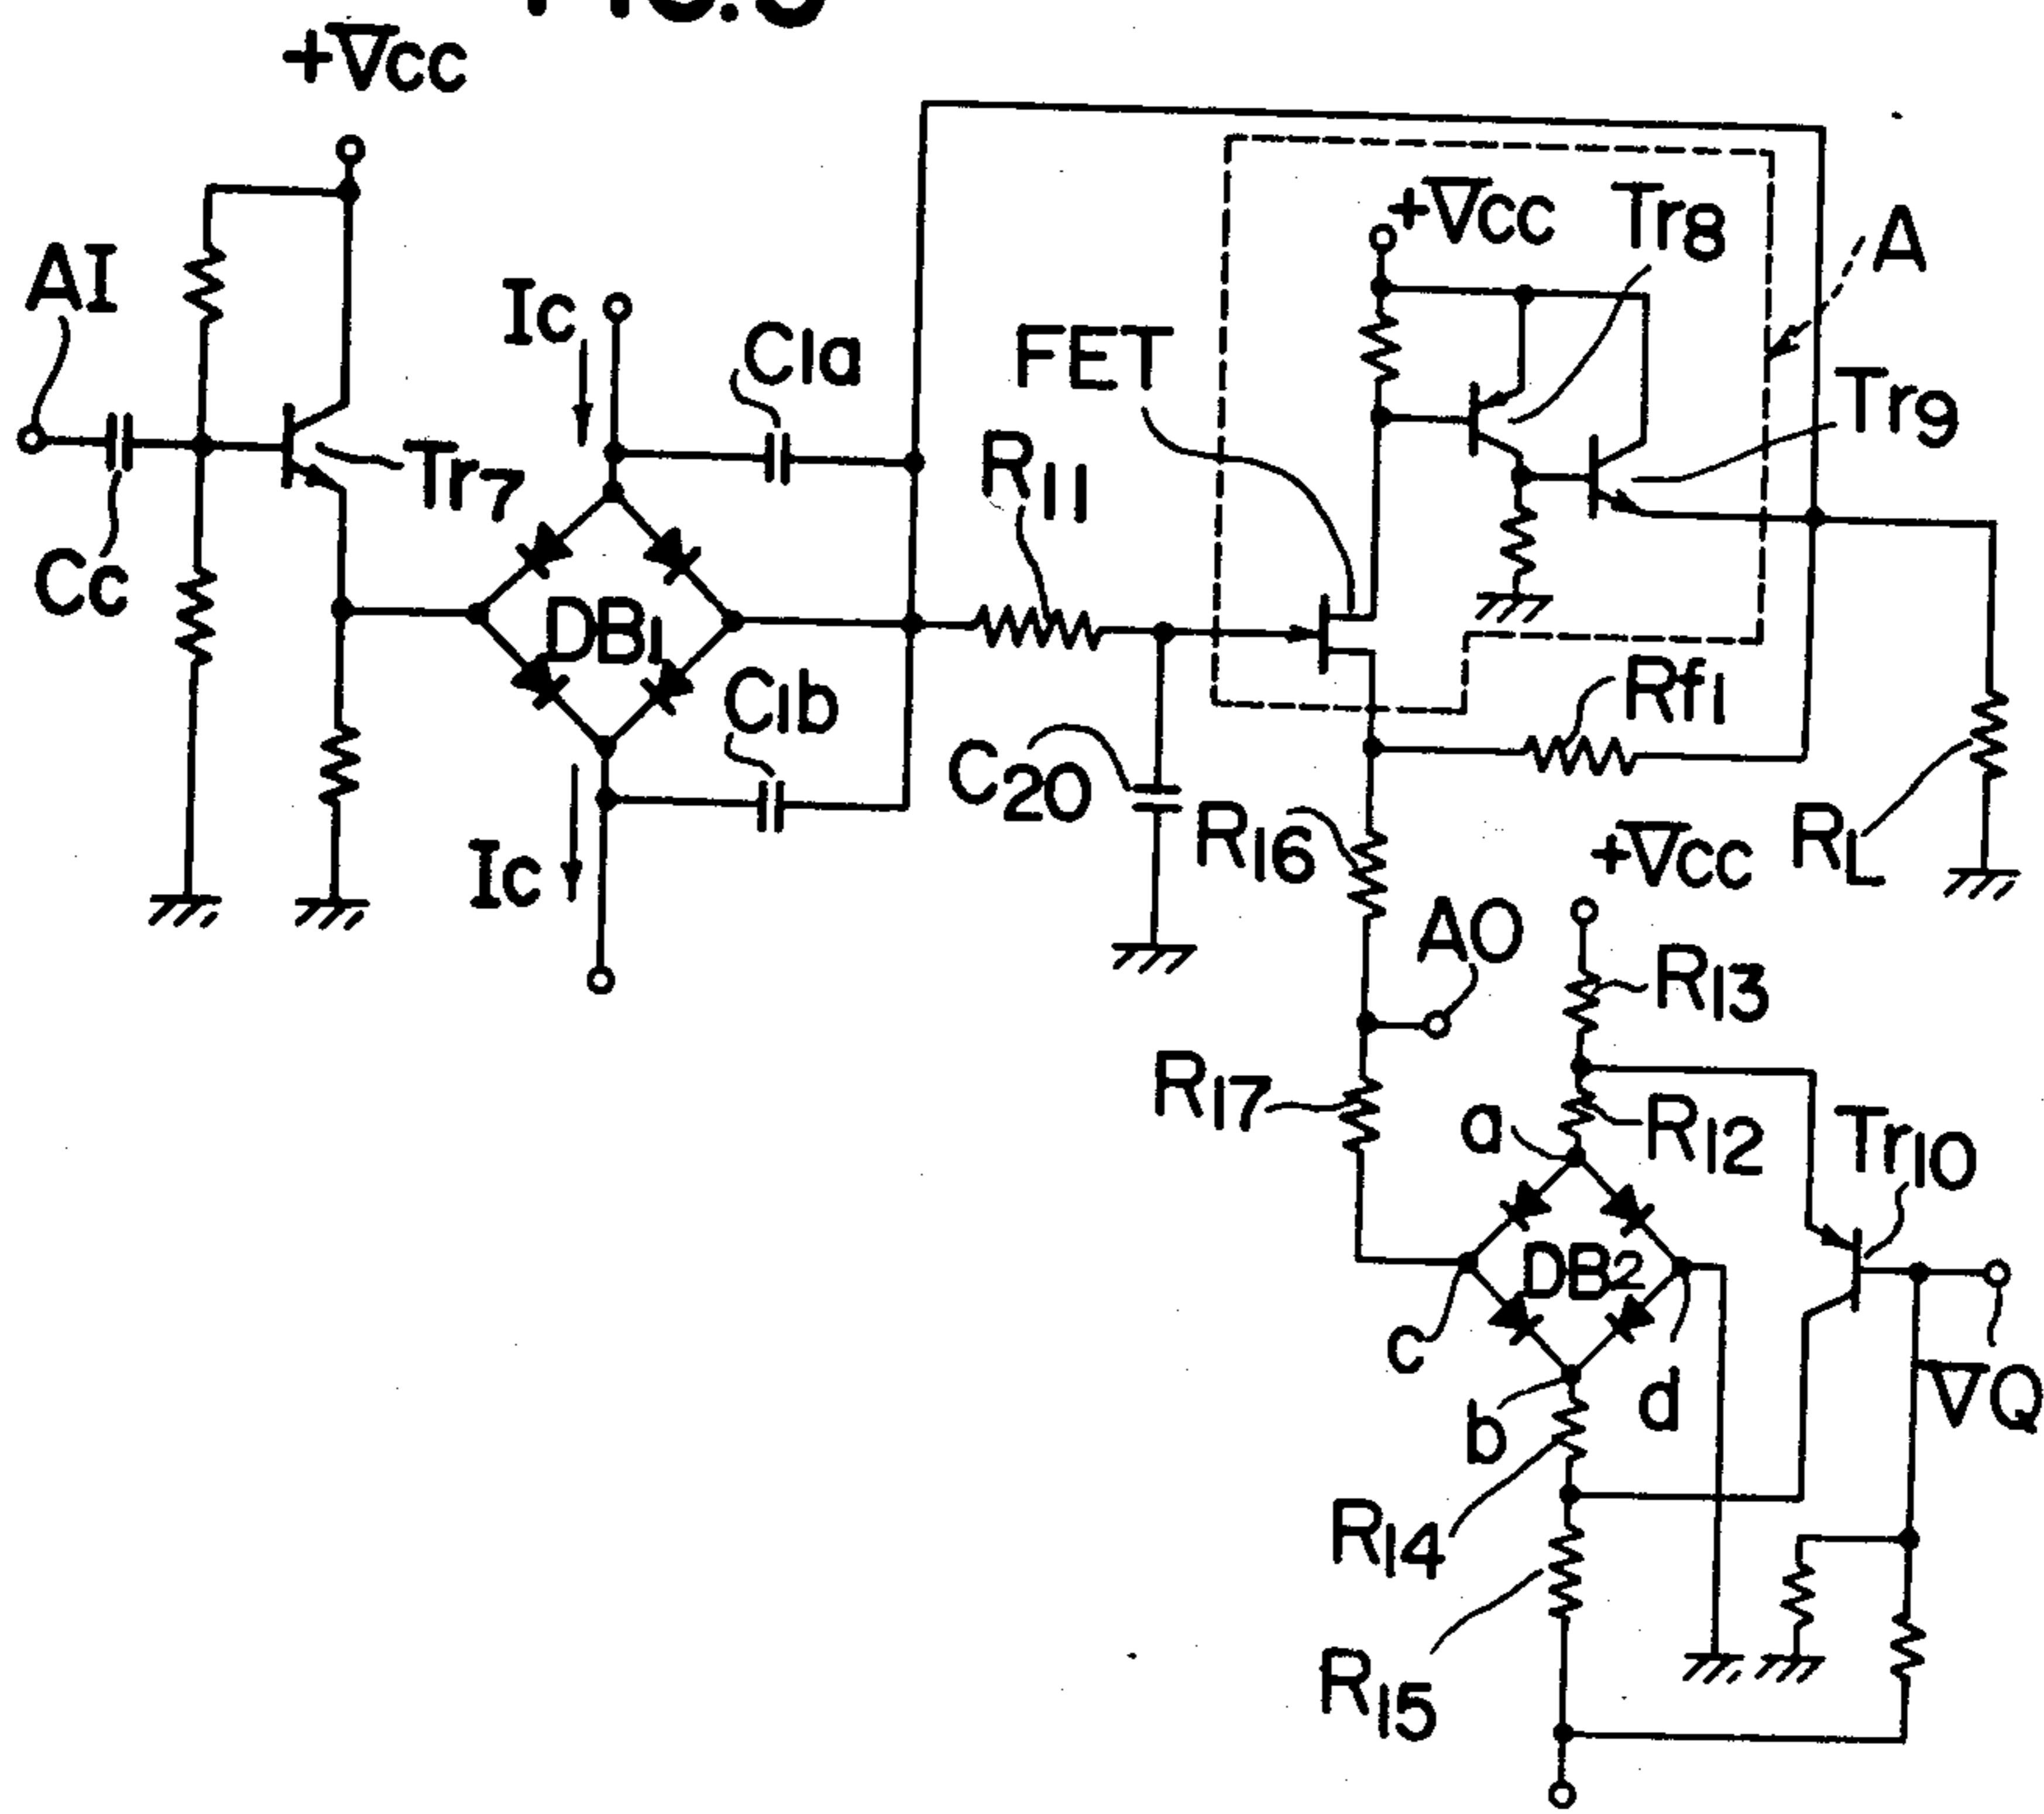 +Vcc
AI
Cc
Tr7
Ic
C1a
DB1
C1b
Ic
R11
FET
C20
+Vcc
Tr8
A
Tr9
Rf1
RL
R16
AO
R17
+Vcc
R13
R12
a
Tr10
DB2
c
b
d
VQ
R14
R15